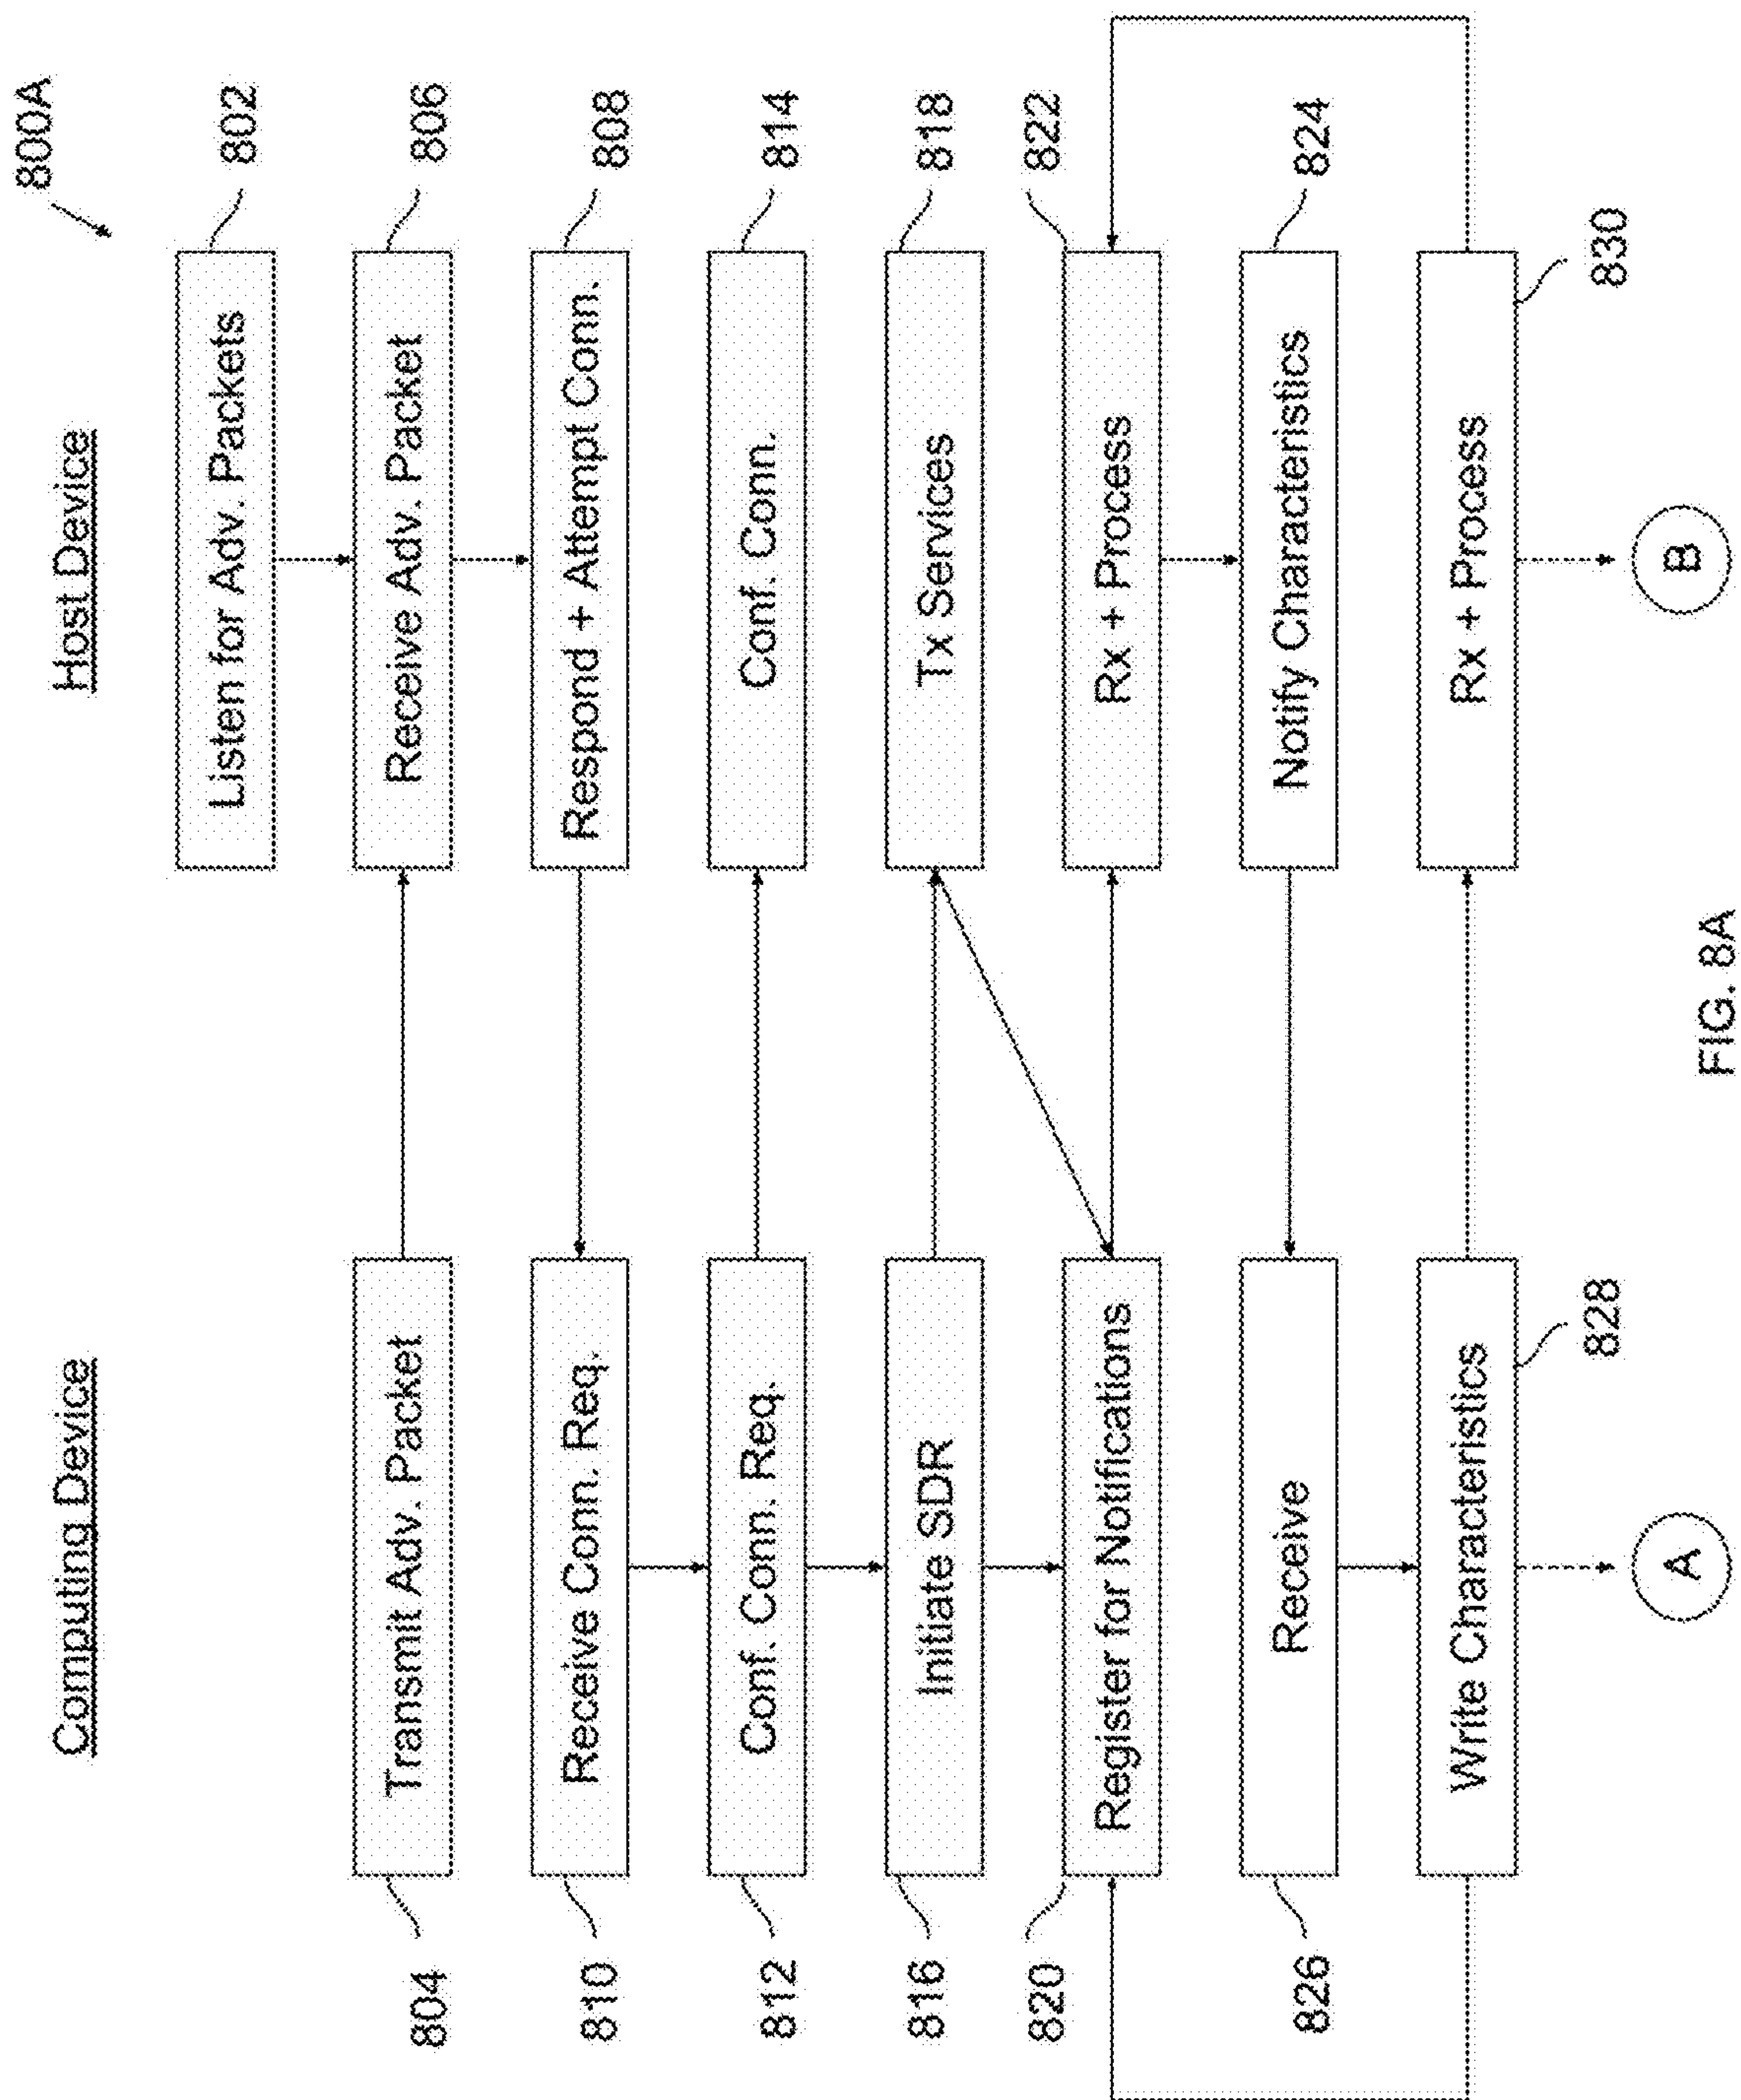 800A
Computing Device
Host Device
Listen for Adv. Packets
802
804
Transmit Adv. Packet
Receive Adv. Packet
806
810
Receive Conn. Req.
Respond + Attempt Conn.
808
812
Conf. Conn. Req.
Conf. Conn.
814
816
Initiate SDR
Tx Services
818
820
Register for Notifications
Rx + Process
822
826
Receive
Notify Characteristics
824
Write Characteristics
828
Rx + Process
830
A
B
FIG. 8A